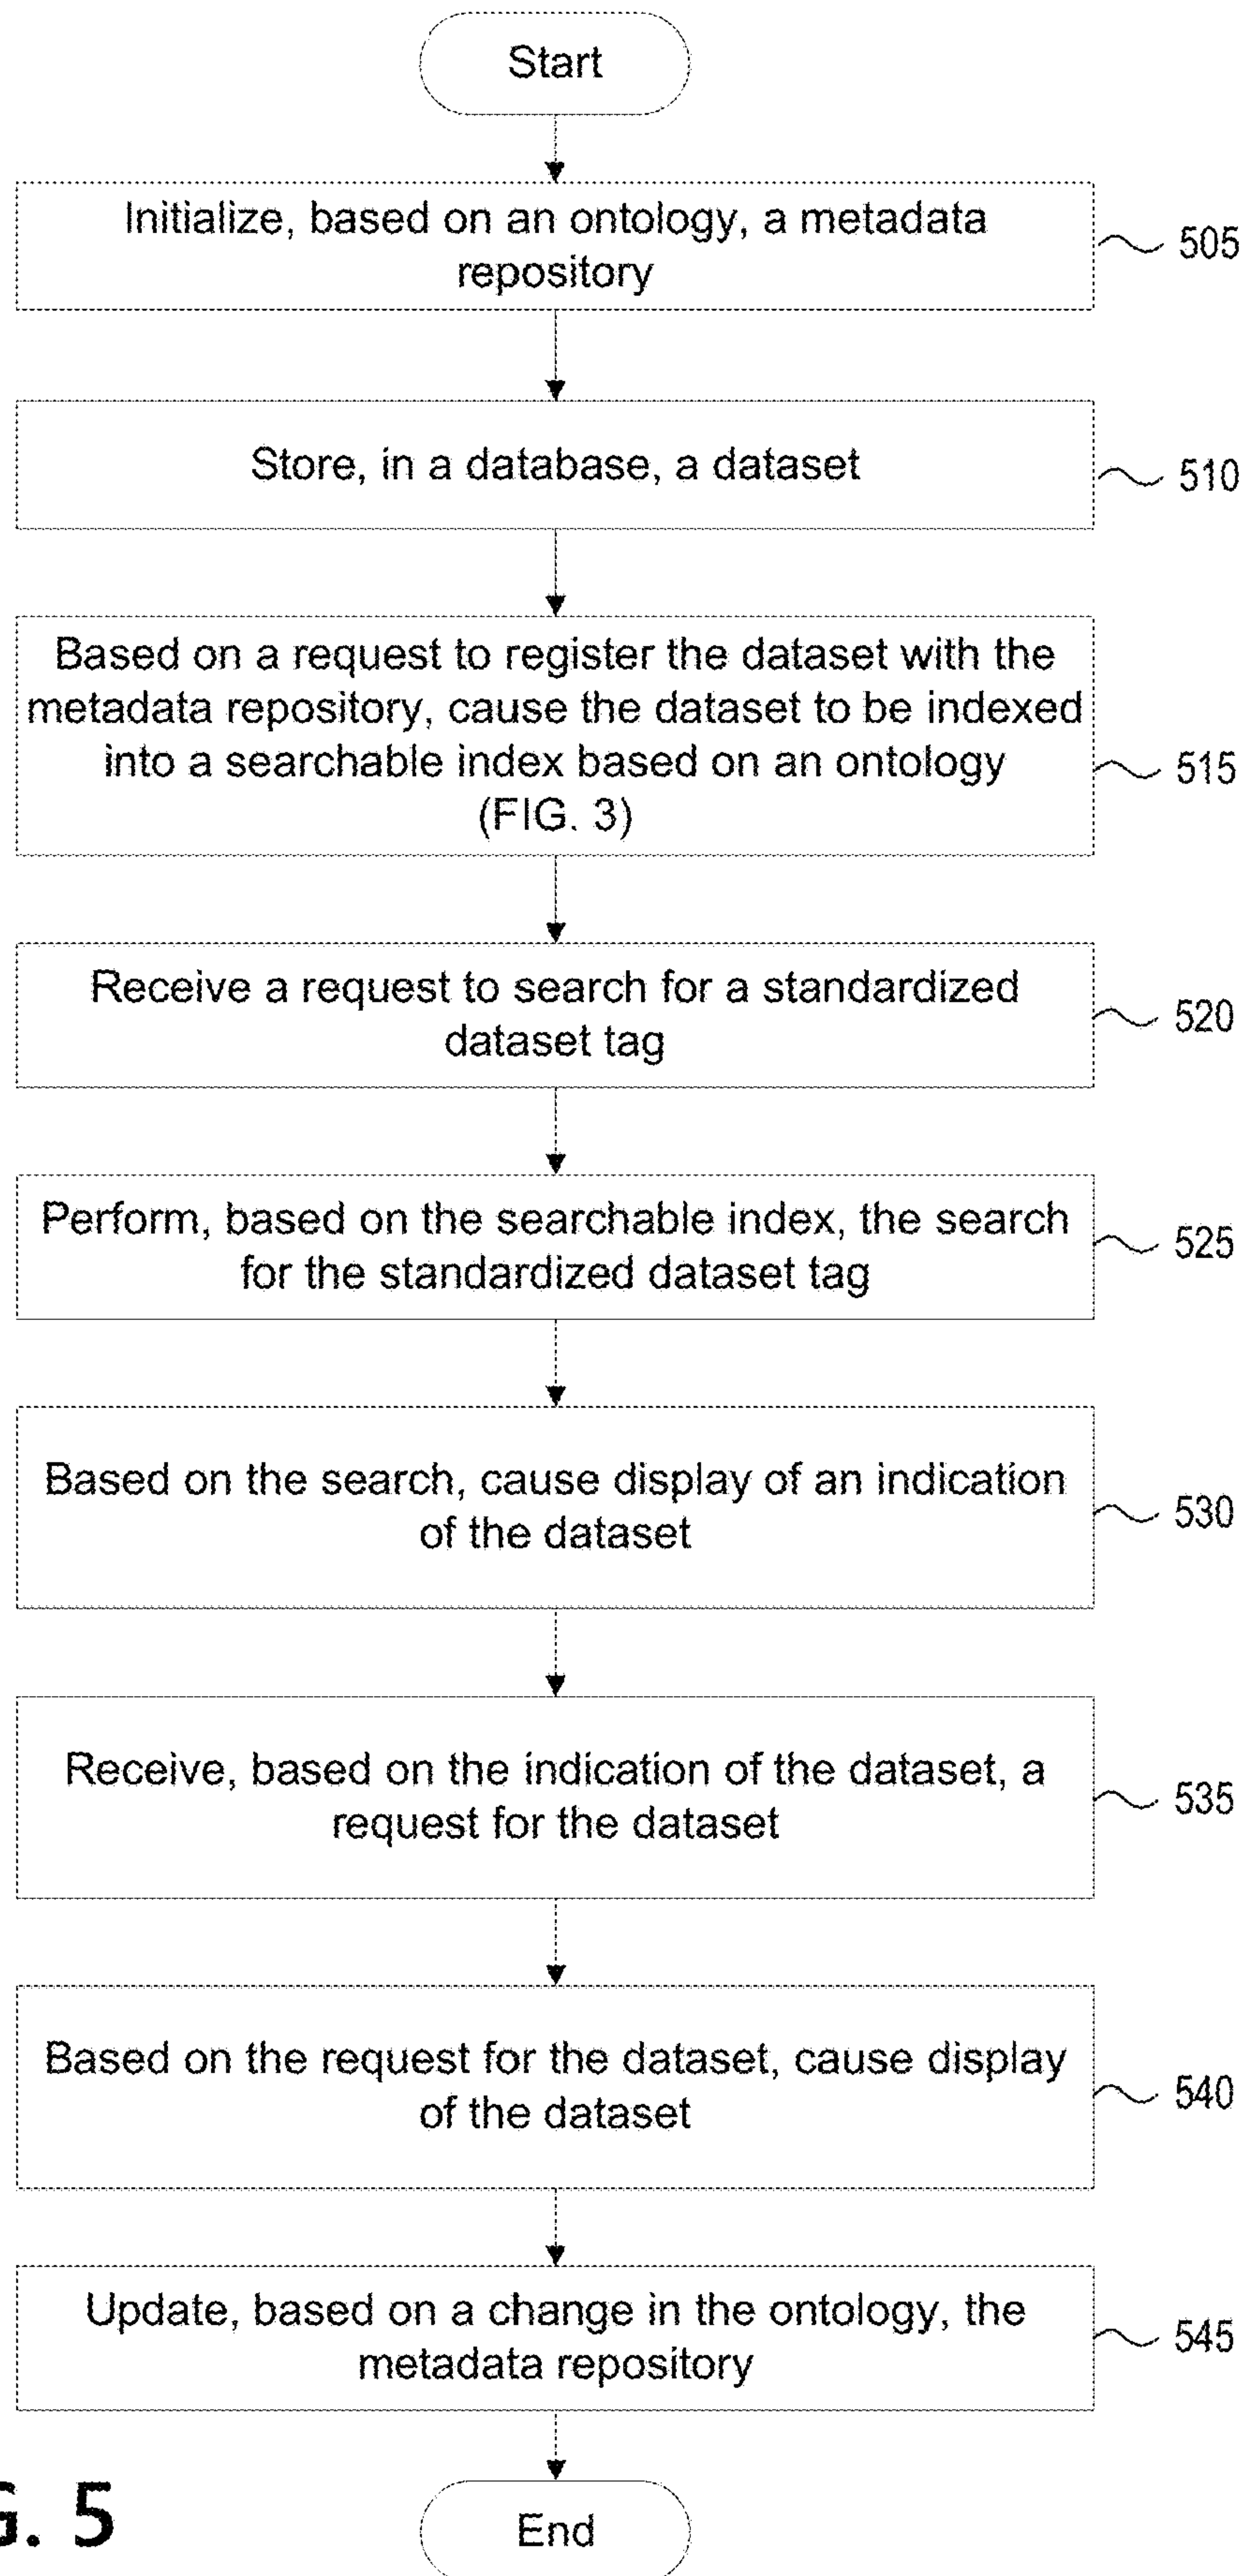 Start
Initialize, based on an ontology, a metadata
repository
505
Store, in a database, a dataset
510
Based on a request to register the dataset with the
metadata repository, cause the dataset to be indexed
into a searchable index based on an ontology
(FIG. 3)
515
Receive a request to search for a standardized
dataset tag
520
Perform, based on the searchable index, the search
for the standardized dataset tag
525
Based on the search, cause display of an indication
of the dataset
530
Receive, based on the indication of the dataset, a
request for the dataset
535
Based on the request for the dataset, cause display
of the dataset
540
Update, based on a change in the ontology, the
metadata repository
545
End
G. 5